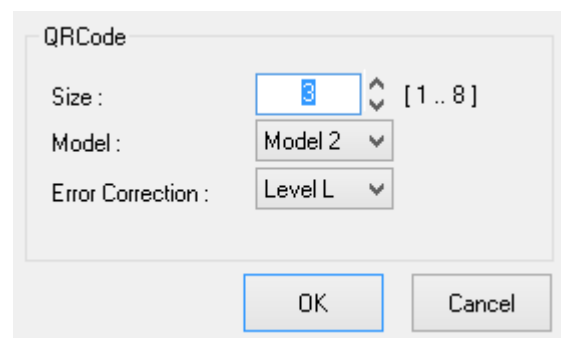 QRCode
Size : 3 [ 1 .. 8 ]
Model : Model 2
Error Correction : Level L
OK Cancel